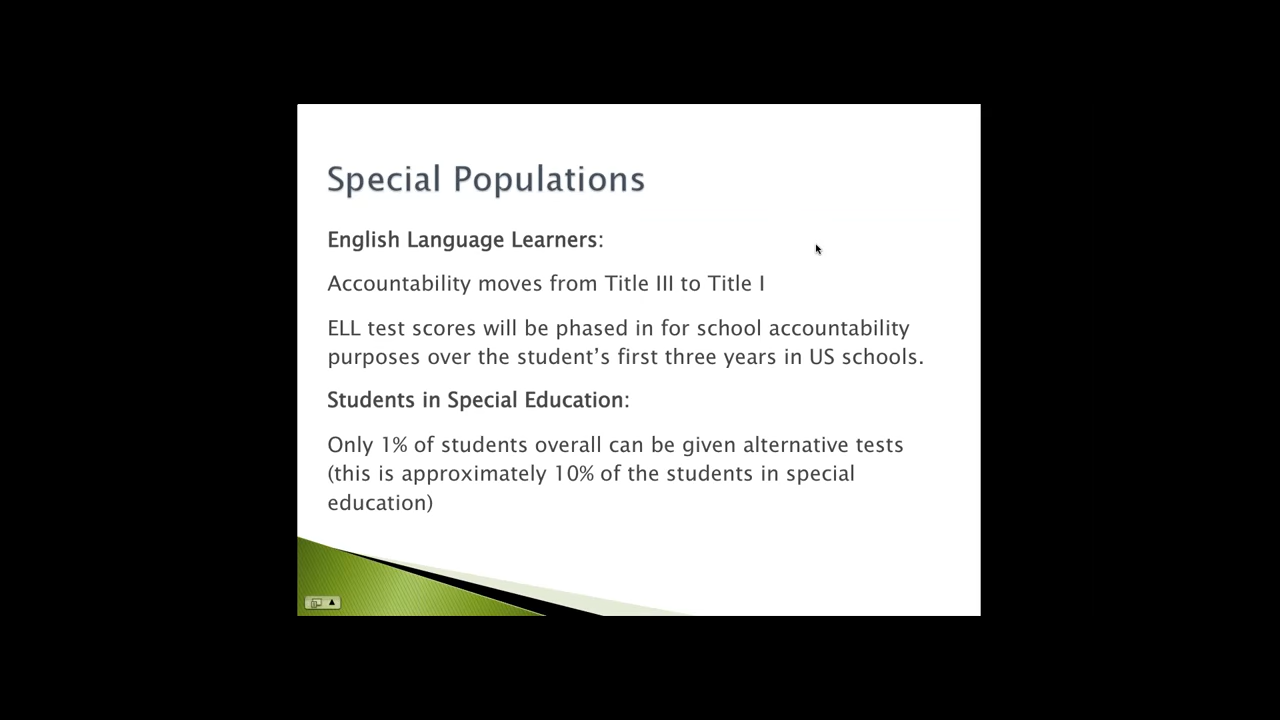 Special Populations
English Language Learners:
Accountability moves from Title III to Title I
ELL test scores will be phased in for school accountability
purposes over the student’s first three years in US schools.
Students in Special Education:
Only 1% of students overall can be given alternative tests
(this is approximately 10% of the students in special
education)